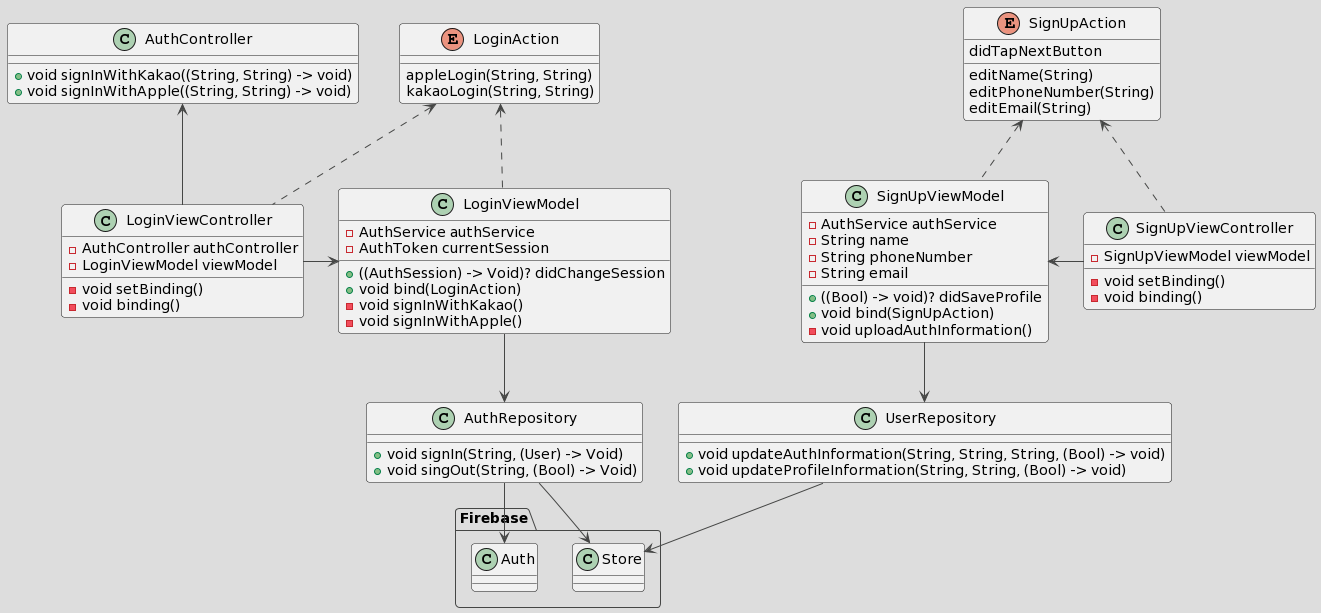 C AuthController
void signInWithKakao((String, String) -> void)
void signInWithApple((String, String) -> void)
E LoginAction
appleLogin(String, String)
kakaoLogin(String, String)
E SignUpAction
didTapNextButton
editName(String)
editPhoneNumber(String)
editEmail(String)
C LoginViewController
AuthController authController
LoginViewModel viewModel
void setBinding()
void binding()
C LoginViewModel
AuthService authService
AuthToken currentSession
((AuthSession) -> Void)? didChangeSession
void bind(LoginAction)
void signInWithKakao()
void signInWithApple()
C SignUpViewModel
AuthService authService
String name
String phoneNumber
String email
((Bool) -> void)? didSaveProfile
void bind(SignUpAction)
void uploadAuthInformation()
C SignUpViewController
SignUpViewModel viewModel
void setBinding()
void binding()
C AuthRepository
void signIn(String, (User) -> Void)
void singOut(String, (Bool) -> Void)
C UserRepository
void updateAuthInformation(String, String, String, (Bool) -> void)
void updateProfileInformation(String, String, (Bool) -> void)
Firebase
C Auth
C Store